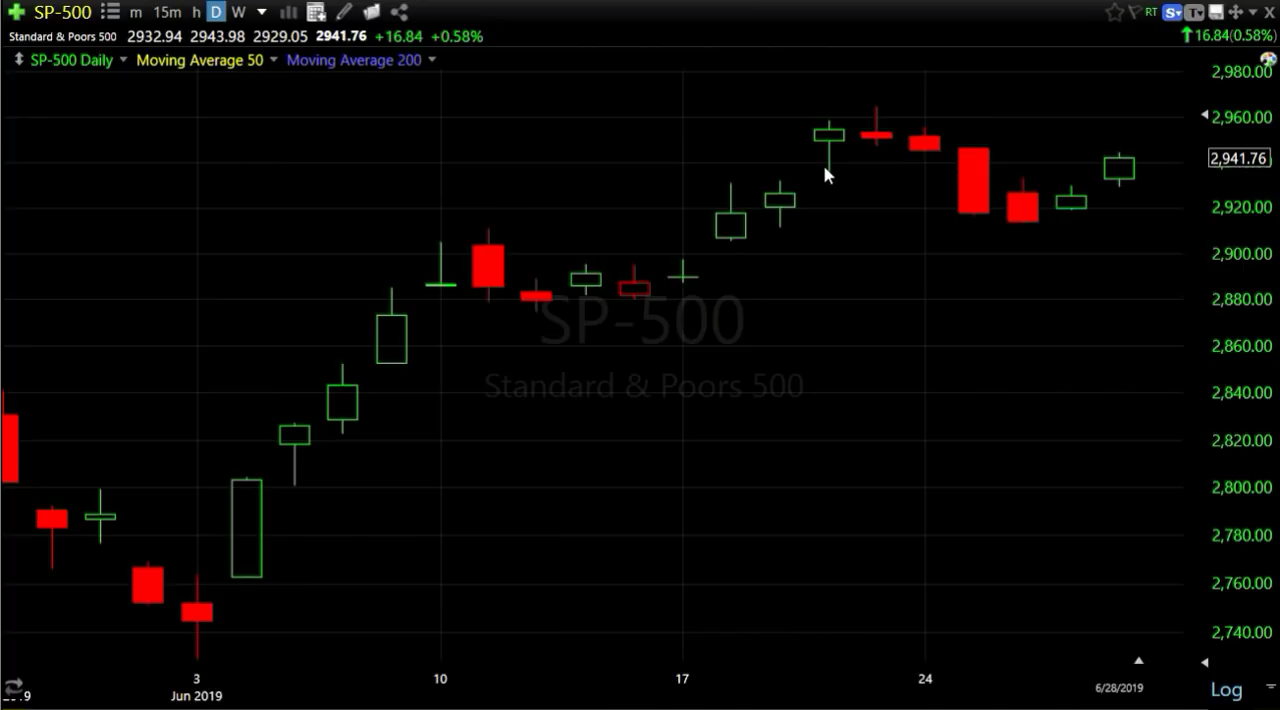 SP-500 m 15m h D W RT S T X
Standard & Poors 500 2932.94 2943.98 2929.05 2941.76 +16.84 +0.58% 16.84(0.58%)
SP-500 Daily Moving Average 50 Moving Average 200
2,980.00
2,960.00
2,941.76
2,920.00
2,900.00
2,880.00
SP-500
2,860.00
Standard & Poors 500
2,840.00
2,820.00
2,800.00
2,780.00
2,760.00
2,740.00
3 10 17 24
Jun 2019 6/28/2019 Log